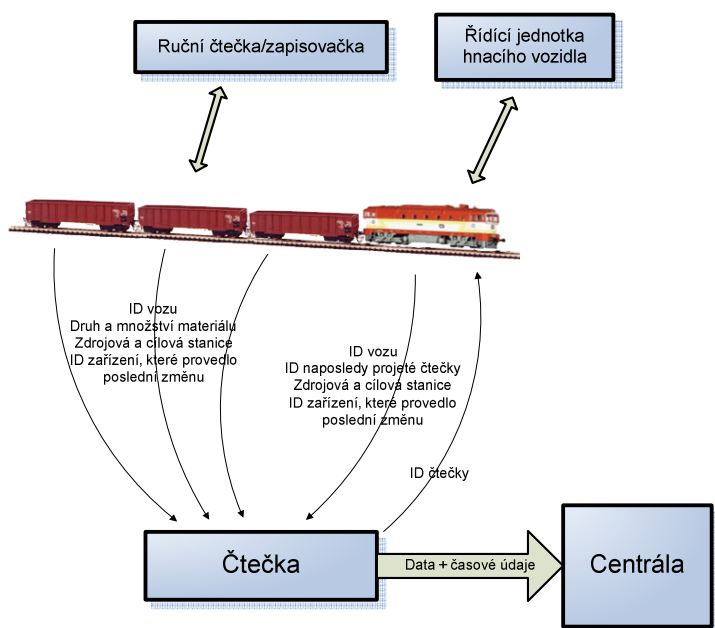 Ruční čtečka/zapisovačka
Řídící jednotka
hnacího vozidla
ID vozu
Druh a množství materiálu
Zdrojová a cílová stanice
ID zařízení, které provedlo
poslední změnu
ID vozu
ID naposledy projeté čtečky
Zdrojová a cílová stanice
ID zařízení, které provedlo
poslední změnu
ID čtečky
Čtečka
Data + časové údaje
Centrála